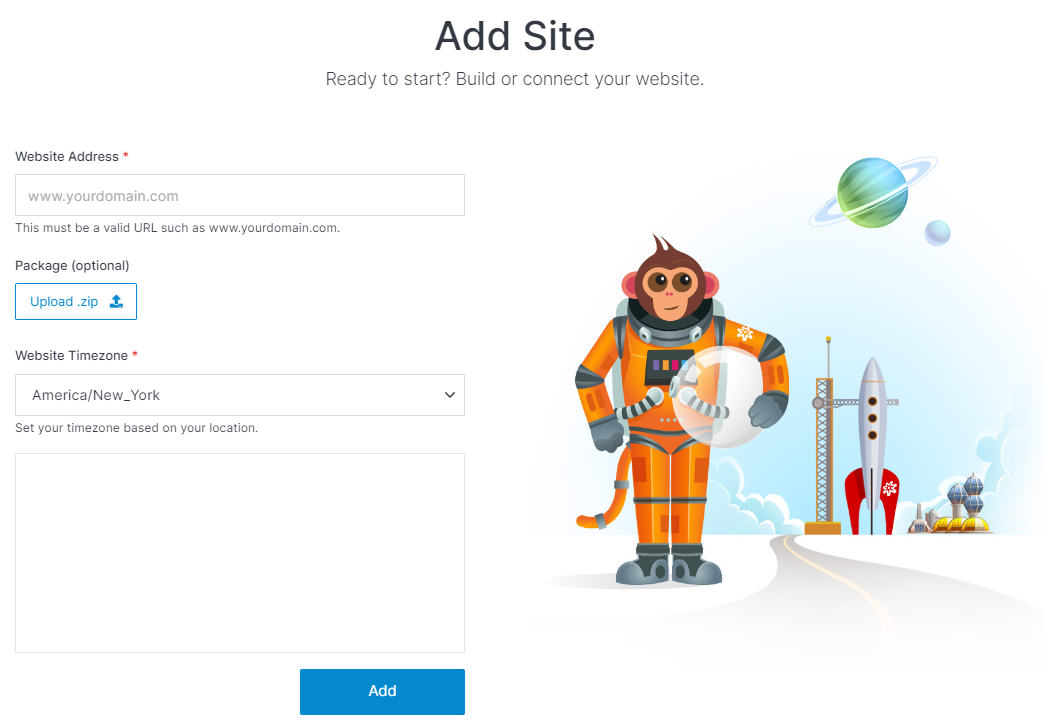 Add Site
Ready to start? Build or connect your website.
Website Address *
www.yourdomain.com
This must be a valid URL such as www.yourdomain.com.
Package (optional)
Upload .zip
Website Timezone *
America/New_York
Set your timezone based on your location.
Add